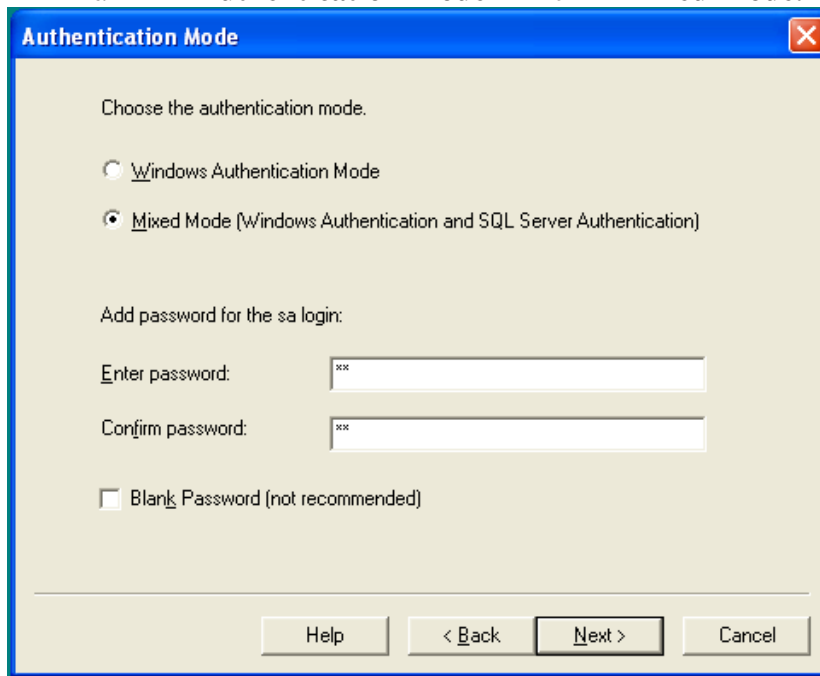 Authentication Mode
Choose the authentication mode.
Windows Authentication Mode
Mixed Mode (Windows Authentication and SQL Server Authentication)
Add password for the sa login:
Enter password: **
Confirm password: **
Blank Password (not recommended)
Help < Back Next > Cancel